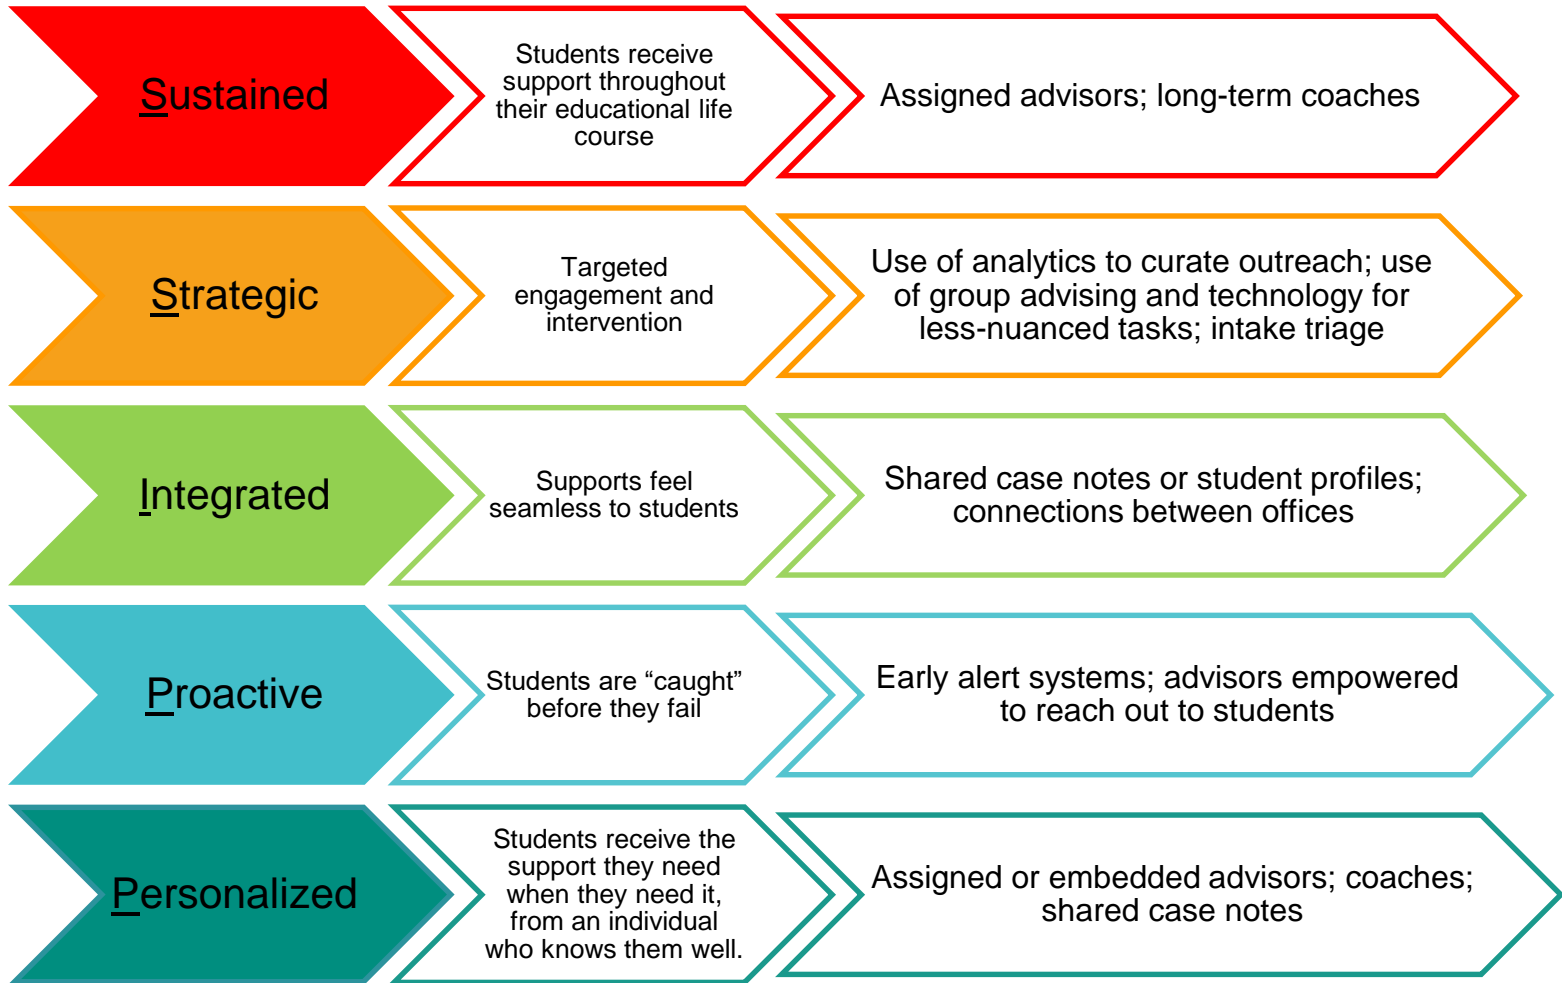 Sustained
Students receive
support throughout
their educational life
course
Assigned advisors; long-term coaches
Strategic
Targeted
engagement and
intervention
Use of analytics to curate outreach; use
of group advising and technology for
less-nuanced tasks; intake triage
Integrated
Supports feel
seamless to students
Shared case notes or student profiles;
connections between offices
Proactive
Students are “caught”
before they fail
Early alert systems; advisors empowered
to reach out to students
Personalized
Students receive the
support they need
when they need it,
from an individual
who knows them well.
Assigned or embedded advisors; coaches;
shared case notes